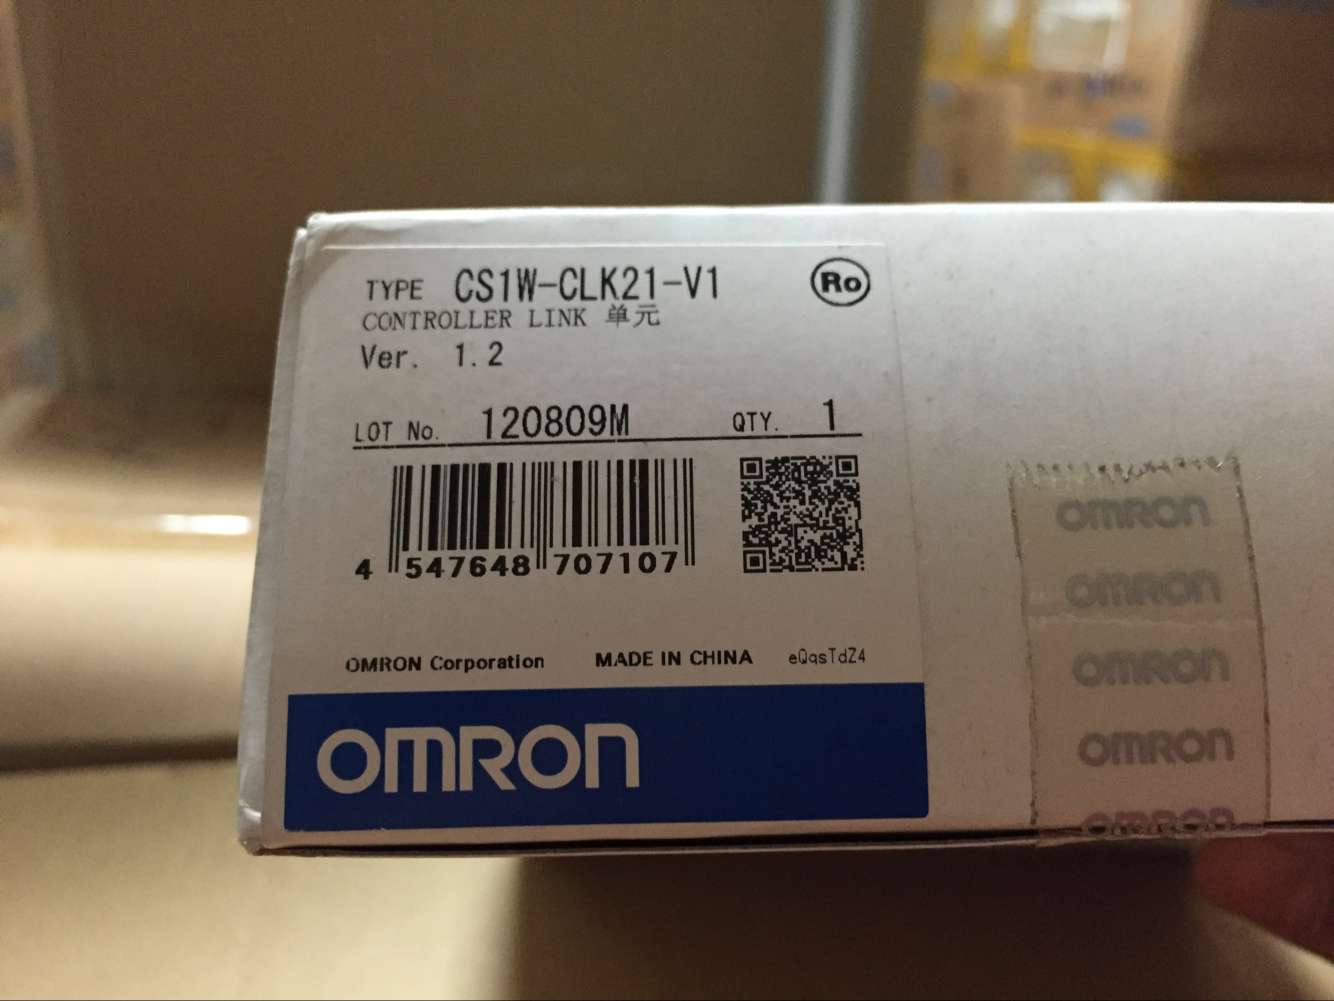 TYPE CS1W-CLK21-V1
Ro
CONTROLLER LINK 单元
Ver. 1.2
LOT No. 120809M QTY. 1
4 547648 707107
OMRON Corporation MADE IN CHINA eQqsTdZ4
OMRON
OMRON
OMRON
OMRON
OMRON
OMRON